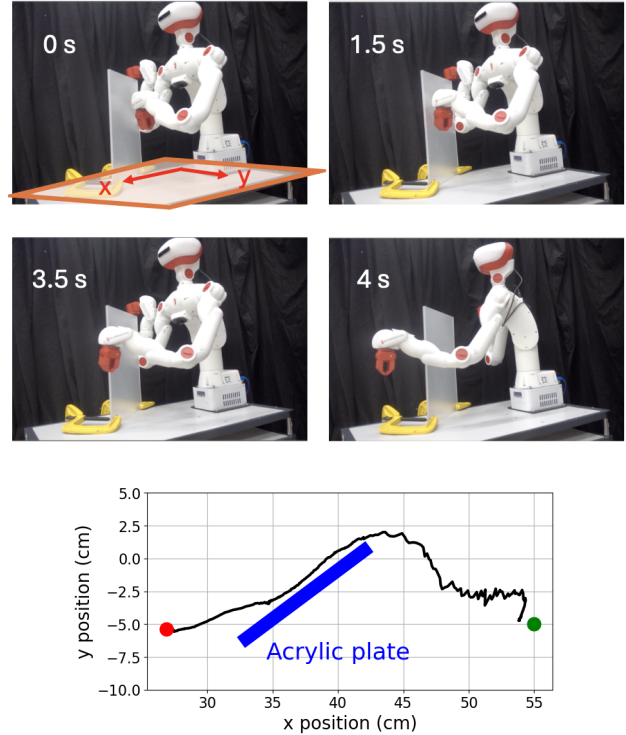 0 s
1.5 s
x
y
3.5 s
4 s
5.0
2.5
0.0
−2.5
−5.0
−7.5
−10.0
y position (cm)
Acrylic plate
30
35
40
45
50
55
x position (cm)